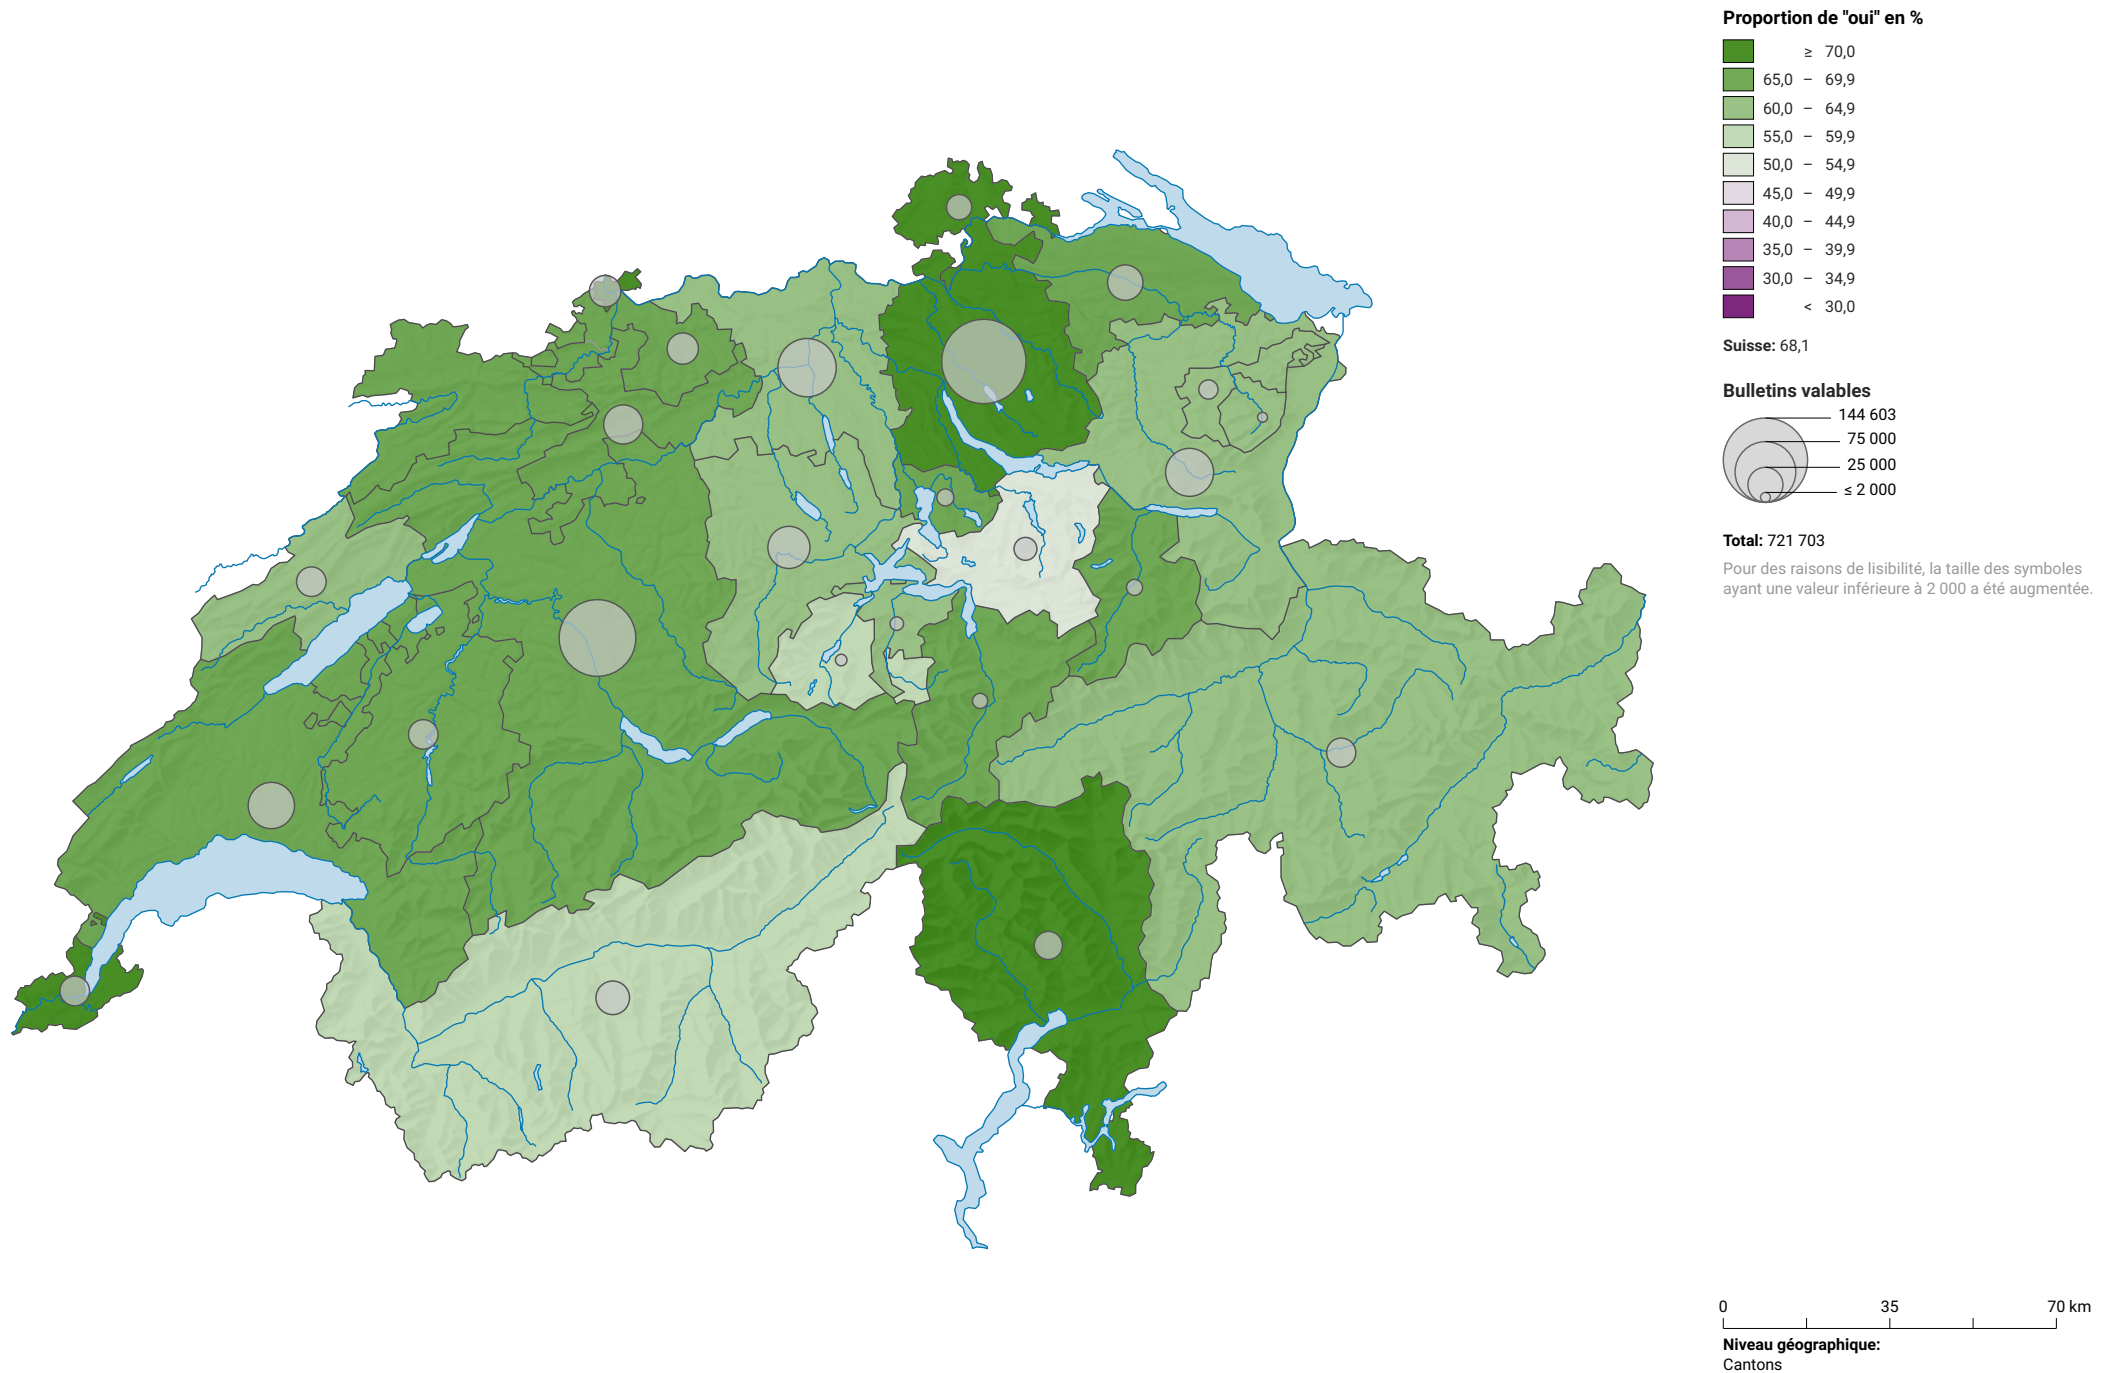 Proportion de "oui" en %
≥ 70,0
65,0 – 69,9
60,0 – 64,9
55,0 – 59,9
50,0 – 54,9
45,0 – 49,9
40,0 – 44,9
35,0 – 39,9
30,0 – 34,9
< 30,0
Suisse: 68,1
Bulletins valables
144 603
75 000
25 000
≤ 2 000
Total: 721 703
Pour des raisons de lisibilité, la taille des symboles
ayant une valeur inférieure à 2 000 a été augmentée.
0 35 70 km
Niveau géographique:
Cantons